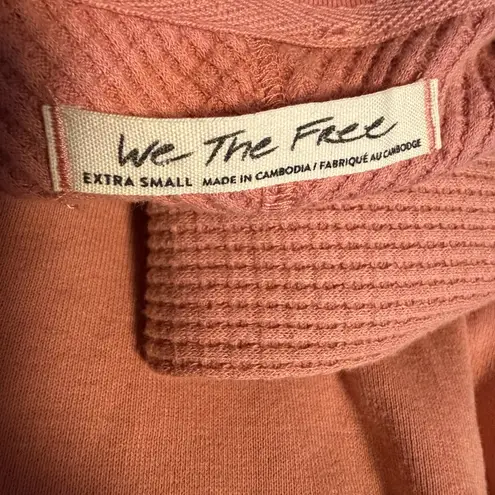 We The Free
EXTRA SMALL MADE IN CAMBODIA / FABRIQUÉ AU CAMBODGE